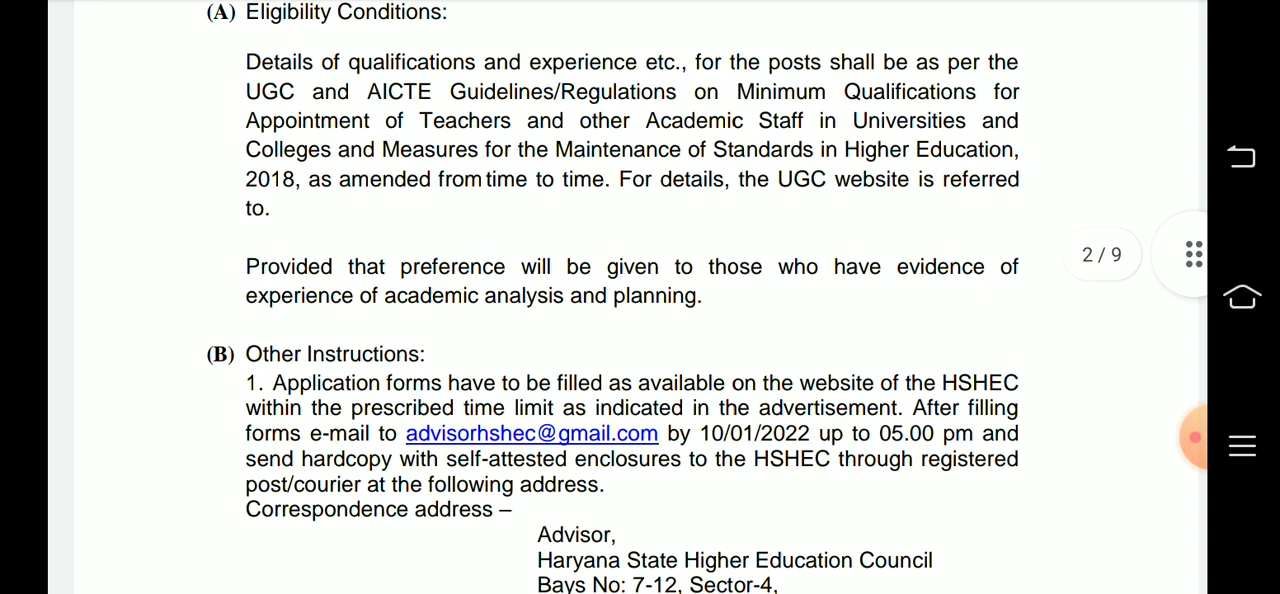 (A) Eligibility Conditions:
Details of qualifications and experience etc., for the posts shall be as per the
UGC and AICTE Guidelines/Regulations on Minimum Qualifications for
Appointment of Teachers and other Academic Staff in Universities and
Colleges and Measures for the Maintenance of Standards in Higher Education,
2018, as amended from time to time. For details, the UGC website is referred
to.
2 / 9
Provided that preference will be given to those who have evidence of
experience of academic analysis and planning.
(B) Other Instructions:
1. Application forms have to be filled as available on the website of the HSHEC
within the prescribed time limit as indicated in the advertisement. After filling
forms e-mail to advisorhshec@gmail.com by 10/01/2022 up to 05.00 pm and
send hardcopy with self-attested enclosures to the HSHEC through registered
post/courier at the following address.
Correspondence address –
Advisor,
Haryana State Higher Education Council
Bays No: 7-12, Sector-4,